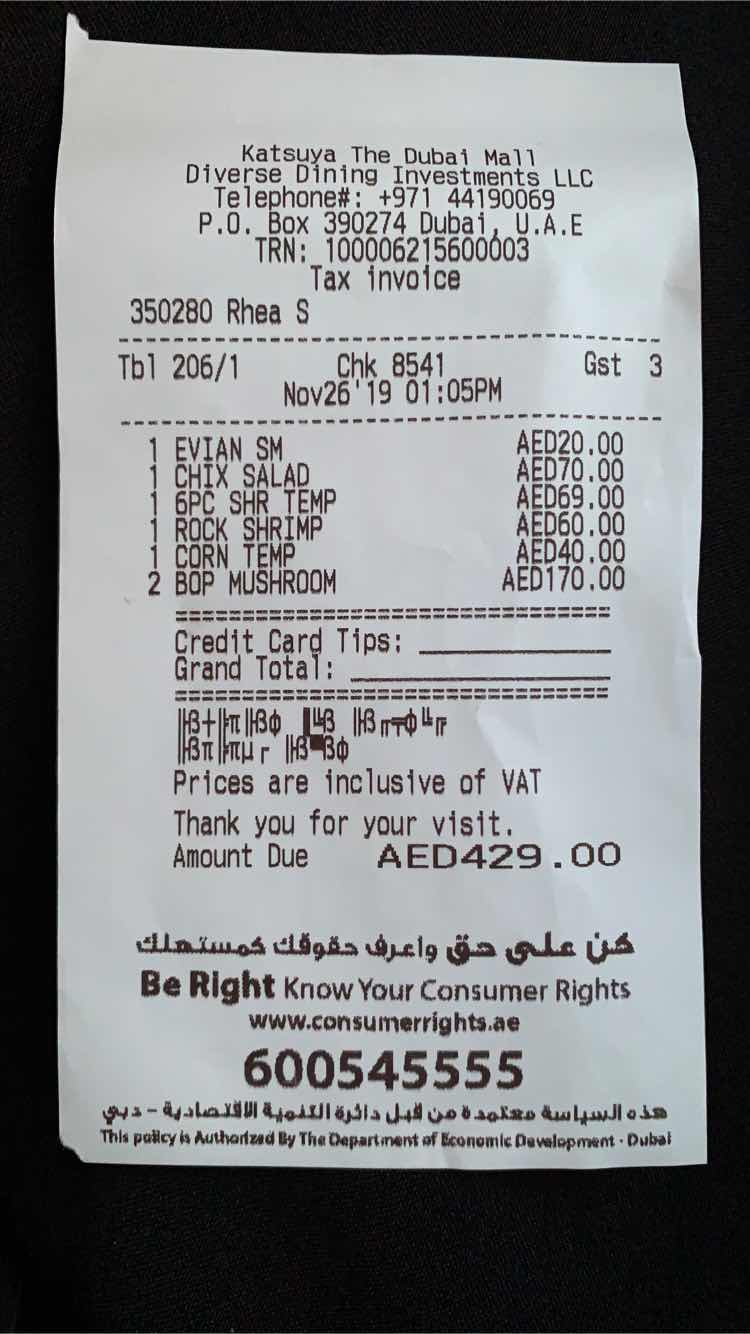 Katsuya The Dubai Mall
Diverse Dining Investments LLC
Telephone#: +971 44190069
P.O. Box 390274 Dubai, U.A.E
TRN: 100006215600003
Tax invoice
350280 Rhea S
Tbl 206/1 Chk 8541 Gst 3
Nov26'19 01:05PM
1 EVIAN SM AED20.00
1 CHIX SALAD AED70.00
1 6PC SHR TEMP AED69.00
1 ROCK SHRIMP AED60.00
1 CORN TEMP AED40.00
2 BOP MUSHROOM AED170.00
Credit Card Tips:
Grand Total:
Prices are inclusive of VAT
Thank you for your visit.
Amount Due AED429.00
كن على حق واعرف حقوقك كمستهلك
Be Right Know Your Consumer Rights
www.consumerrights.ae
600545555
هذه السياسة معتمدة من قبل دائرة التنمية الاقتصادية - دبي
This policy is Authorized By The Department of Economic Development - Dubai